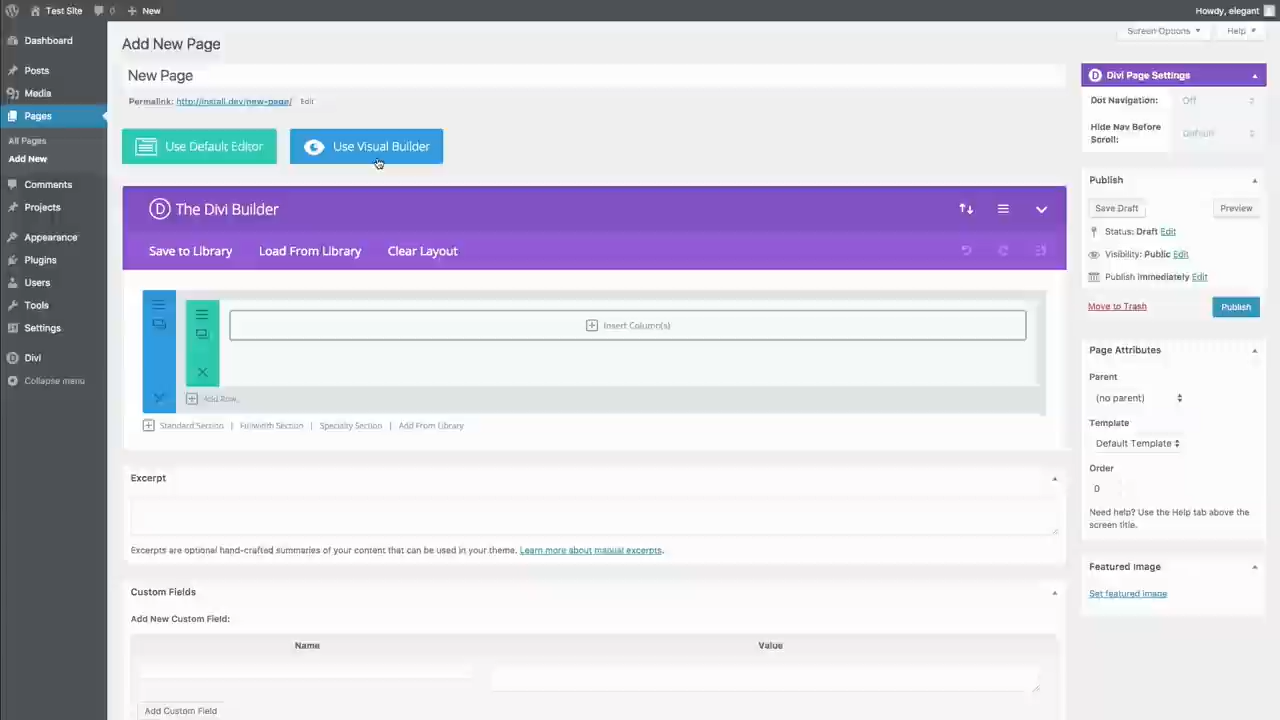 Test Site 0 New Howdy, elegant
Screen Options Help
Dashboard
Posts
Media
Pages
All Pages
Add New
Comments
Projects
Appearance
Plugins
Users
Tools
Settings
Divi
Collapse menu
Add New Page
New Page
Permalink: http://install.dev/new-page/ Edit
Use Default Editor Use Visual Builder
D The Divi Builder
Save to Library Load From Library Clear Layout
Insert Column(s)
Add Row
Standard Section | Fullwidth Section | Specialty Section | Add From Library
Excerpt
Excerpts are optional hand-crafted summaries of your content that can be used in your theme. Learn more about manual excerpts.
Custom Fields
Add New Custom Field:
Name Value
Add Custom Field
D Divi Page Settings
Dot Navigation: Off
Hide Nav Before
Scroll:
Default
Publish
Save Draft Preview
Status: Draft Edit
Visibility: Public Edit
Publish immediately Edit
Move to Trash Publish
Page Attributes
Parent
(no parent)
Template
Default Template
Order
0
Need help? Use the Help tab above the
screen title.
Featured Image
Set featured image